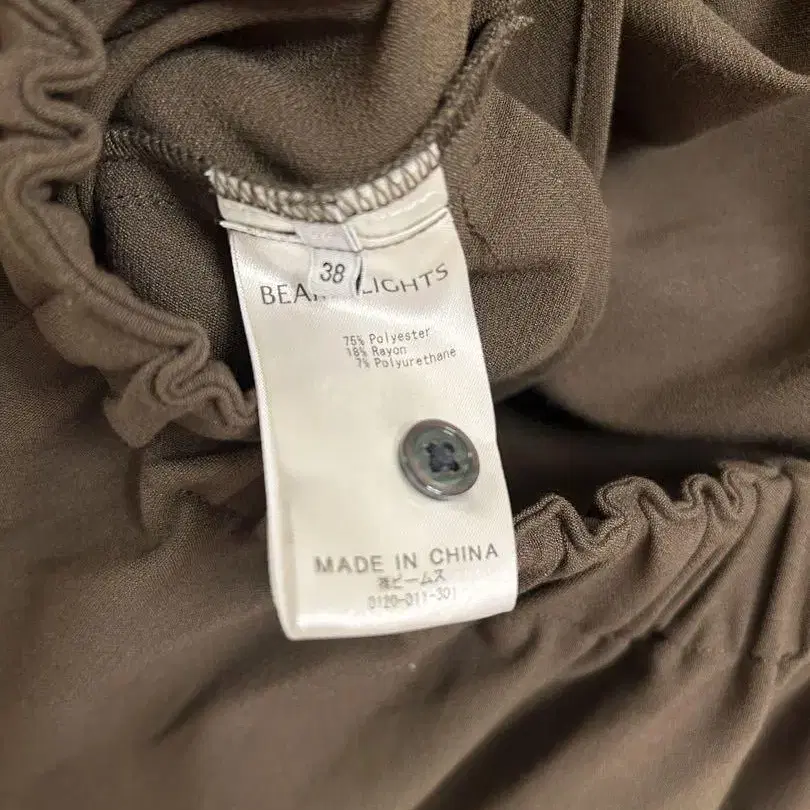 38
BEA LIGHTS
75% Polyester
18% Rayon
7% Polyurethane
MADE IN CHINA
㈱ビームス
0120-011-301